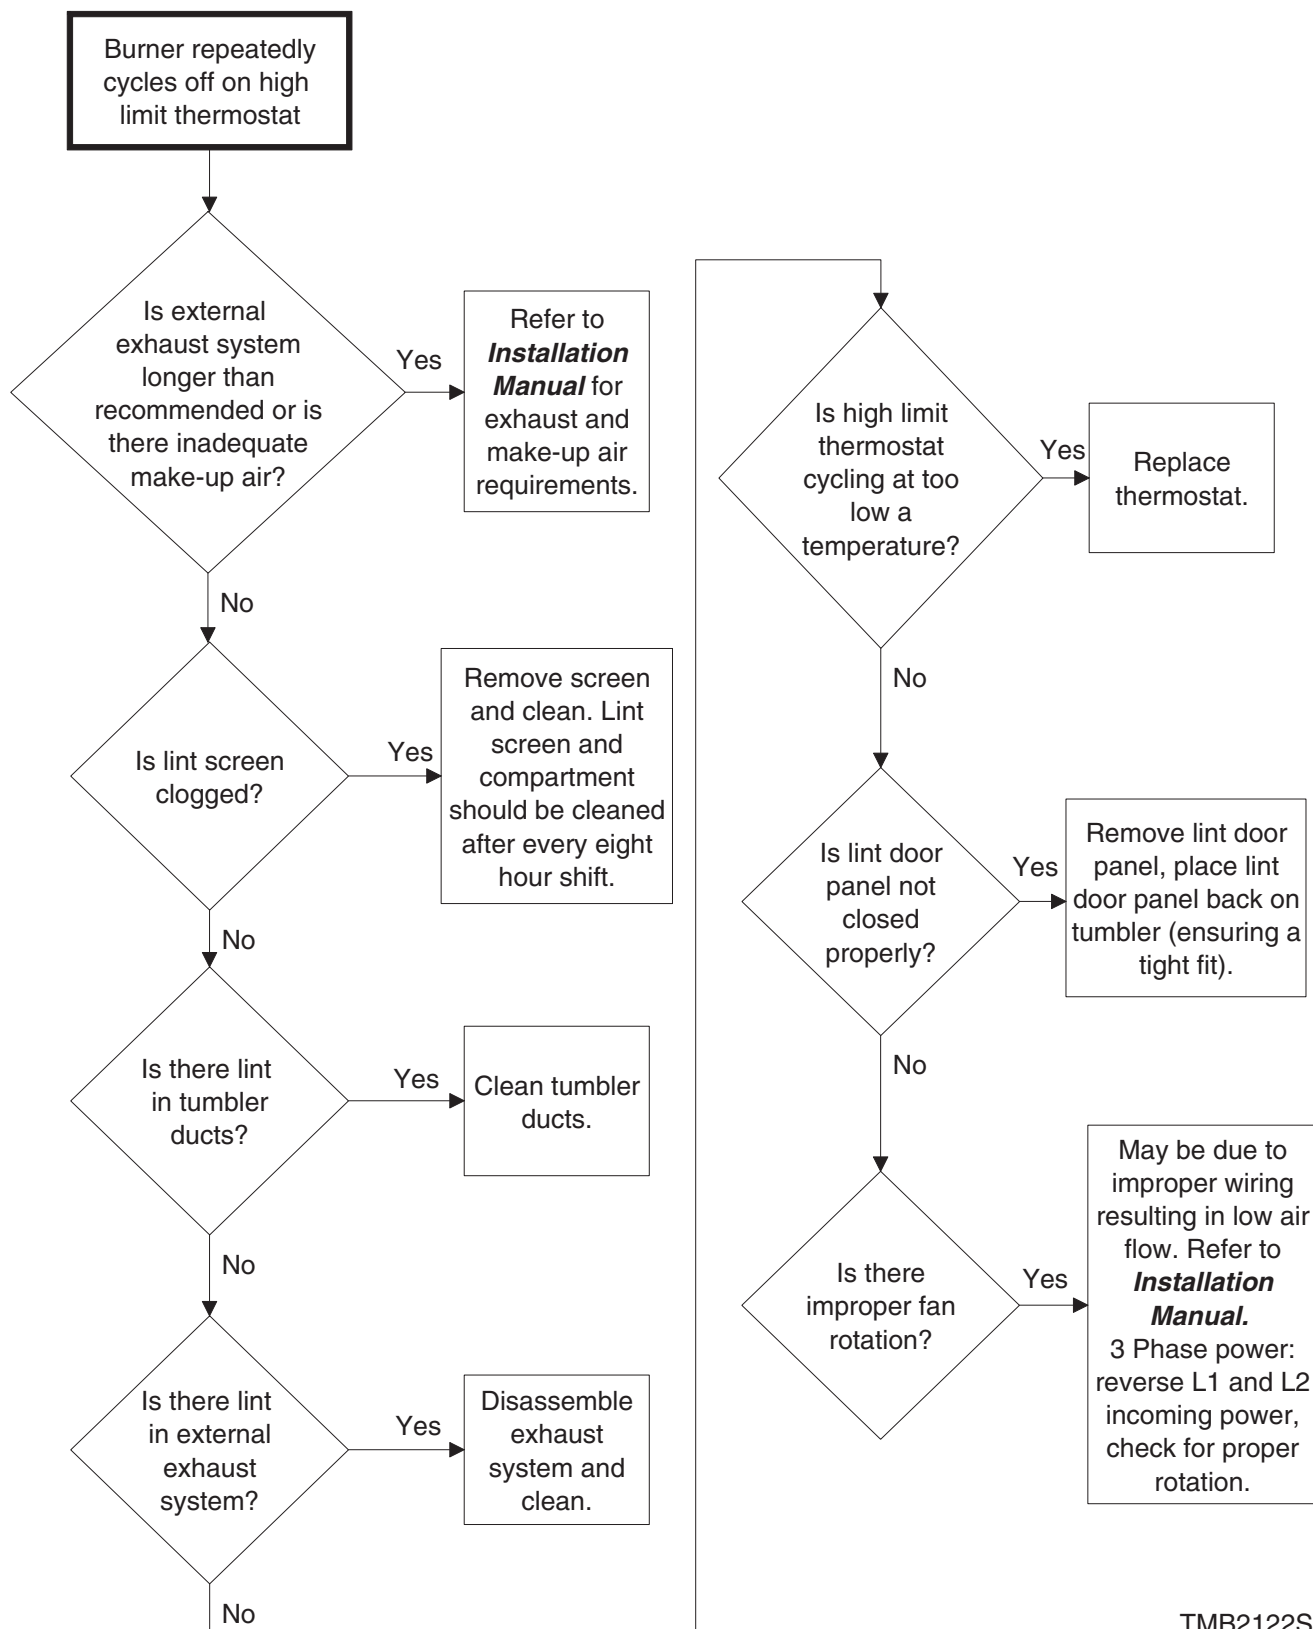 Burner repeatedly
cycles off on high
limit thermostat
Is external
exhaust system
longer than
recommended or is
there inadequate
make-up air?
Yes
Refer to
Installation
Manual for
exhaust and
make-up air
requirements.
No
Is lint screen
clogged?
Yes
Remove screen
and clean. Lint
screen and
compartment
should be cleaned
after every eight
hour shift.
No
Is there lint
in tumbler
ducts?
Yes
Clean tumbler
ducts.
No
Is there lint
in external
exhaust
system?
Yes
Disassemble
exhaust
system and
clean.
No
Is high limit
thermostat
cycling at too
low a
temperature?
Yes
Replace
thermostat.
No
Is lint door
panel not
closed
properly?
Yes
Remove lint door
panel, place lint
door panel back on
tumbler (ensuring a
tight fit).
No
Is there
improper fan
rotation?
Yes
May be due to
improper wiring
resulting in low air
flow. Refer to
Installation
Manual.
3 Phase power:
reverse L1 and L2
incoming power,
check for proper
rotation.
TMB2122S